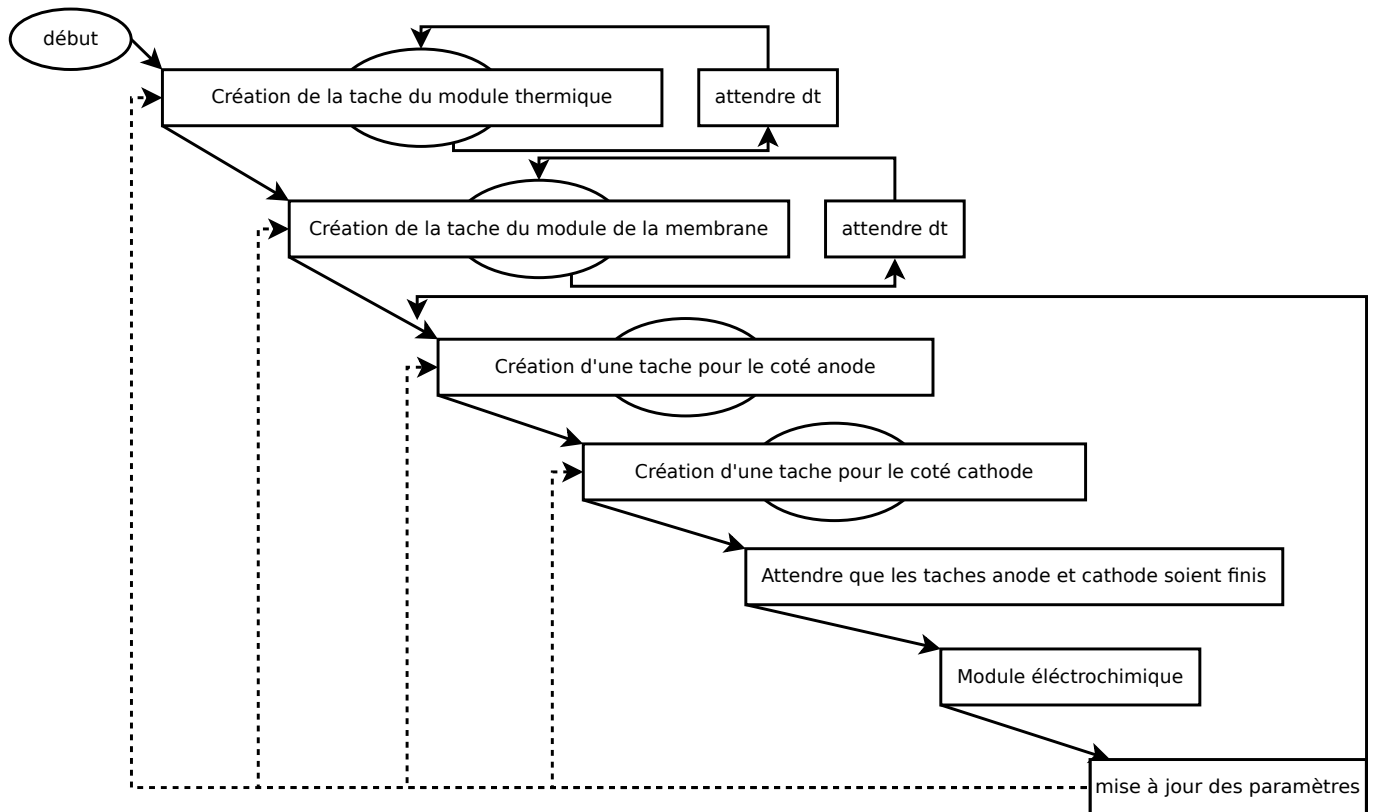 début
Création de la tache du module thermique
attendre dt
Création de la tache du module de la membrane
attendre dt
Création d'une tache pour le coté anode
Création d'une tache pour le coté cathode
Attendre que les taches anode et cathode soient finis
Module éléctrochimique
mise à jour des paramètres